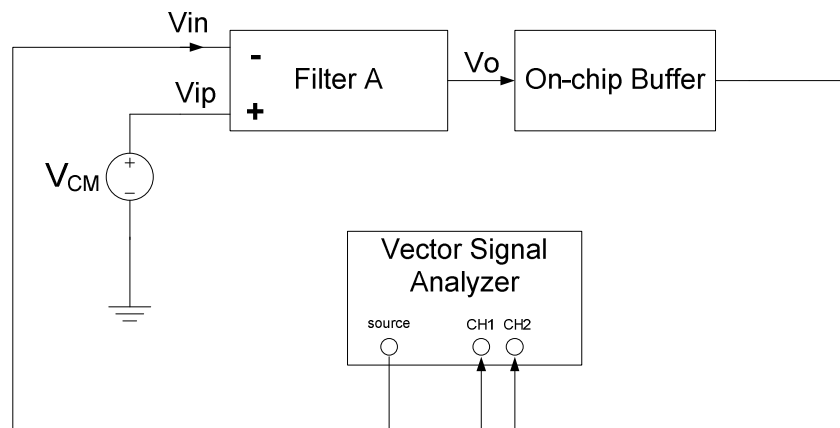 Vin
-
Filter A
Vo
On-chip Buffer
Vip
+
VCM
+
−
Vector Signal
Analyzer
source
CH1
CH2